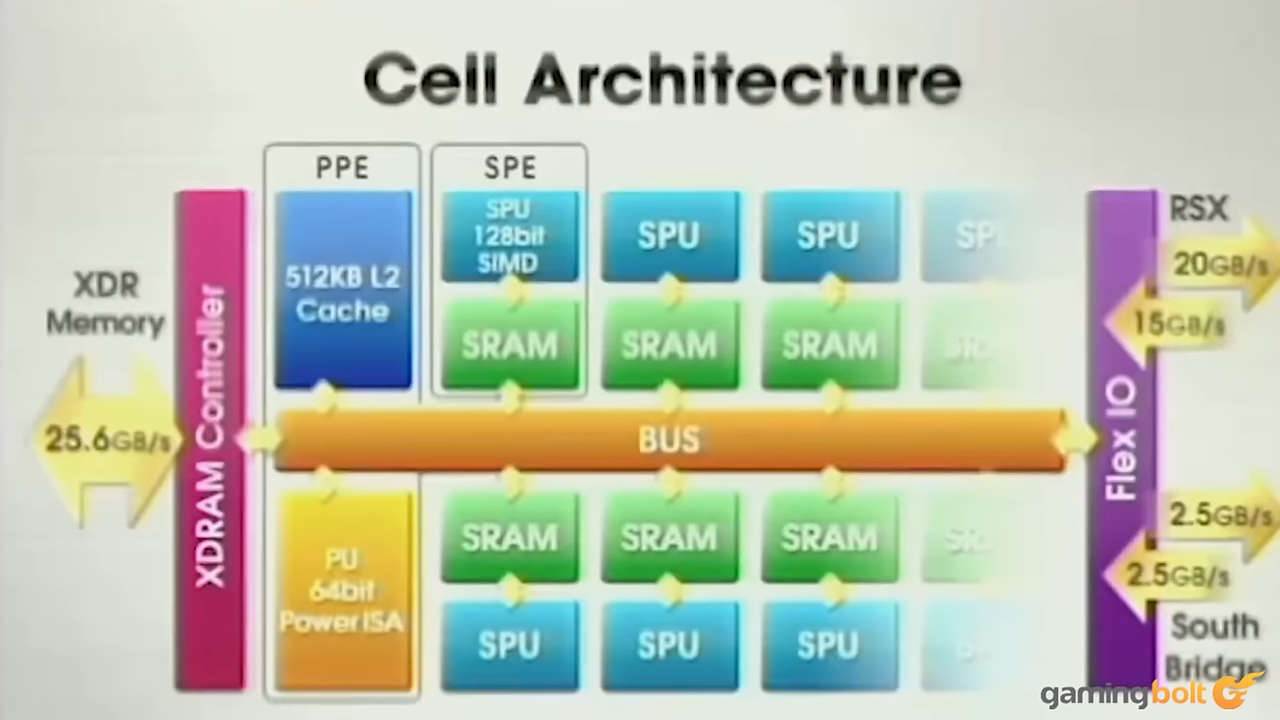 Cell Architecture
PPE
SPE
512KB L2
Cache
SPU
128bit
SIMD
SPU
SPU
SRAM
SRAM
SRAM
XDR
Memory
25.6GB/s
XDRAM Controller
BUS
Flex IO
RSX
20GB/s
15GB/s
PU
64bit
PowerISA
SRAM
SRAM
SRAM
SPU
SPU
SPU
2.5GB/s
2.5GB/s
South
Bridge
gamingbolt